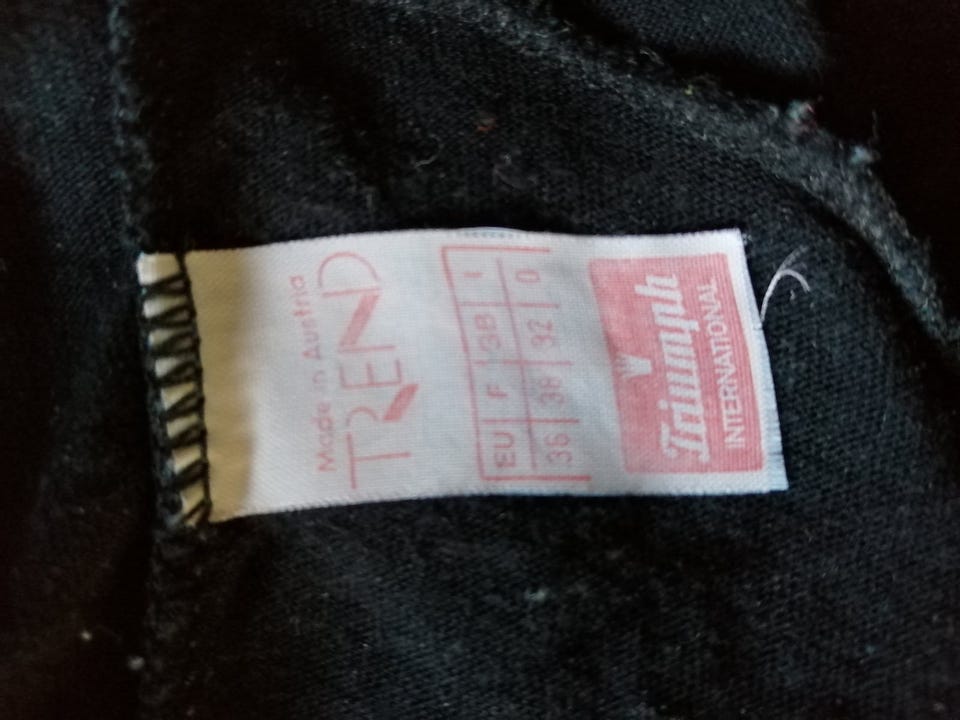 Made in Austria
TREND
EU F GB I
36 38 32 0
Triumph
INTERNATIONAL